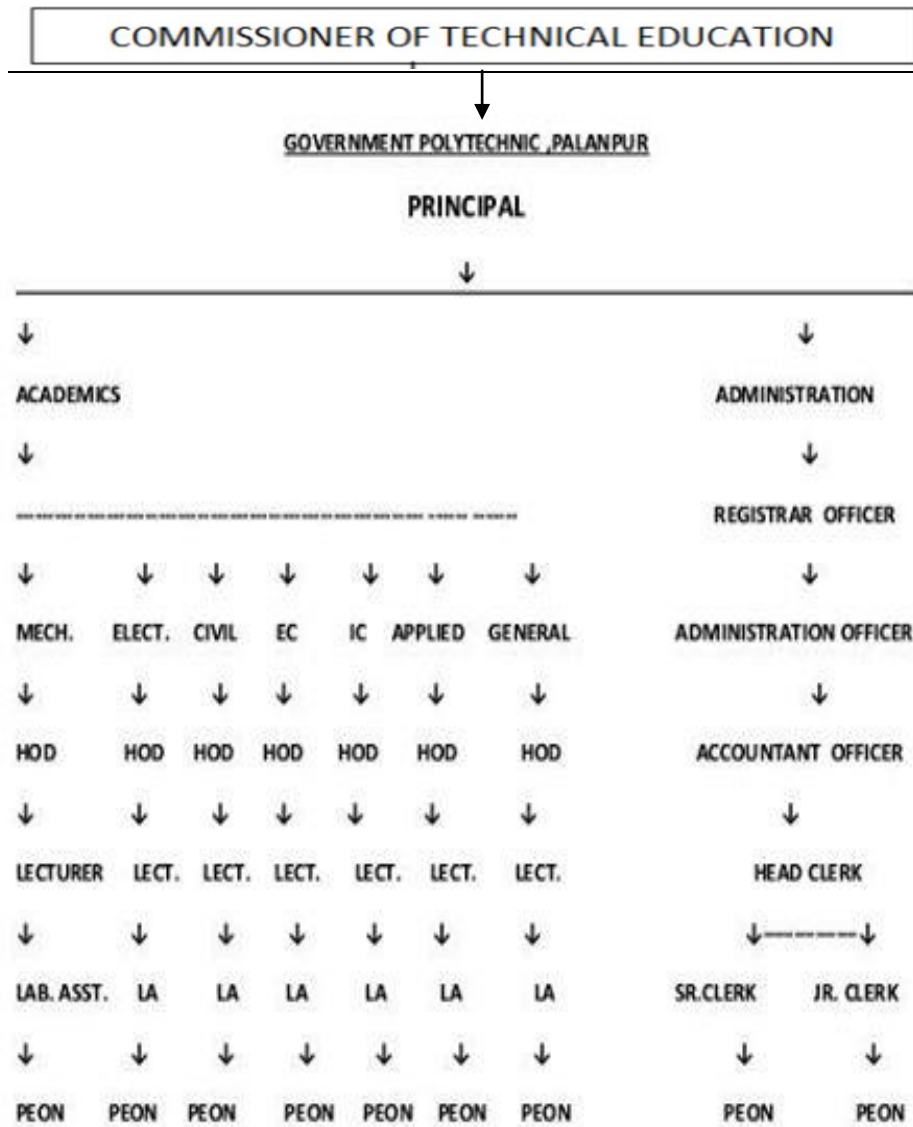 COMMISSIONER OF TECHNICAL EDUCATION
GOVERNMENT POLYTECHNIC ,PALANPUR
PRINCIPAL
ACADEMICS ADMINISTRATION
REGISTRAR OFFICER
MECH. ELECT. CIVIL EC IC APPLIED GENERAL ADMINISTRATION OFFICER
HOD HOD HOD HOD HOD HOD HOD ACCOUNTANT OFFICER
LECTURER LECT. LECT. LECT. LECT. LECT. LECT. HEAD CLERK
LAB. ASST. LA LA LA LA LA LA SR.CLERK JR. CLERK
PEON PEON PEON PEON PEON PEON PEON PEON PEON